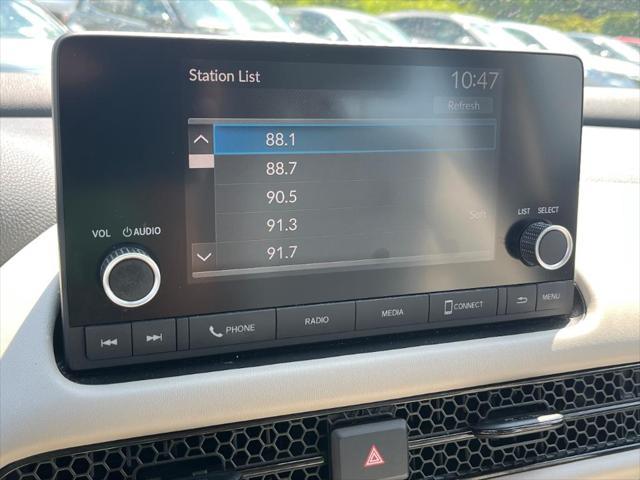 Station List 10:47
Refresh
88.1
88.7
90.5
91.3 Soft
91.7
VOL AUDIO
LIST SELECT
PHONE RADIO MEDIA CONNECT MENU